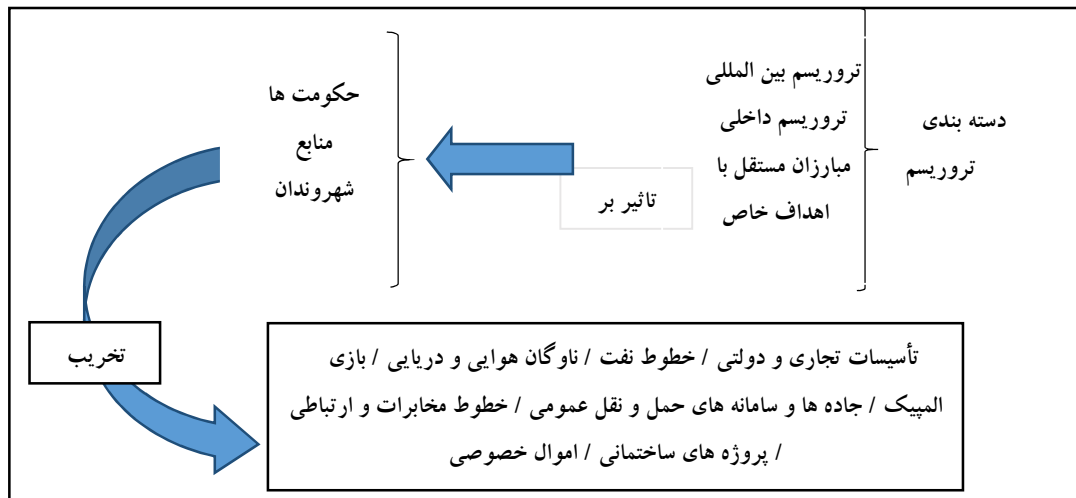 دسته بندی
تروریسم
تروریسم بین المللی
تروریسم داخلی
مبارزان مستقل با
اهداف خاص
تاثیر بر
حکومت ها
منابع
شهروندان
تخریب
تأسیسات تجاری و دولتی / خطوط نفت / ناوگان هوایی و دریایی / بازی
المپیک / جاده ها و سامانه های حمل و نقل عمومی / خطوط مخابرات و ارتباطی
/ پروژه های ساختمانی / اموال خصوصی